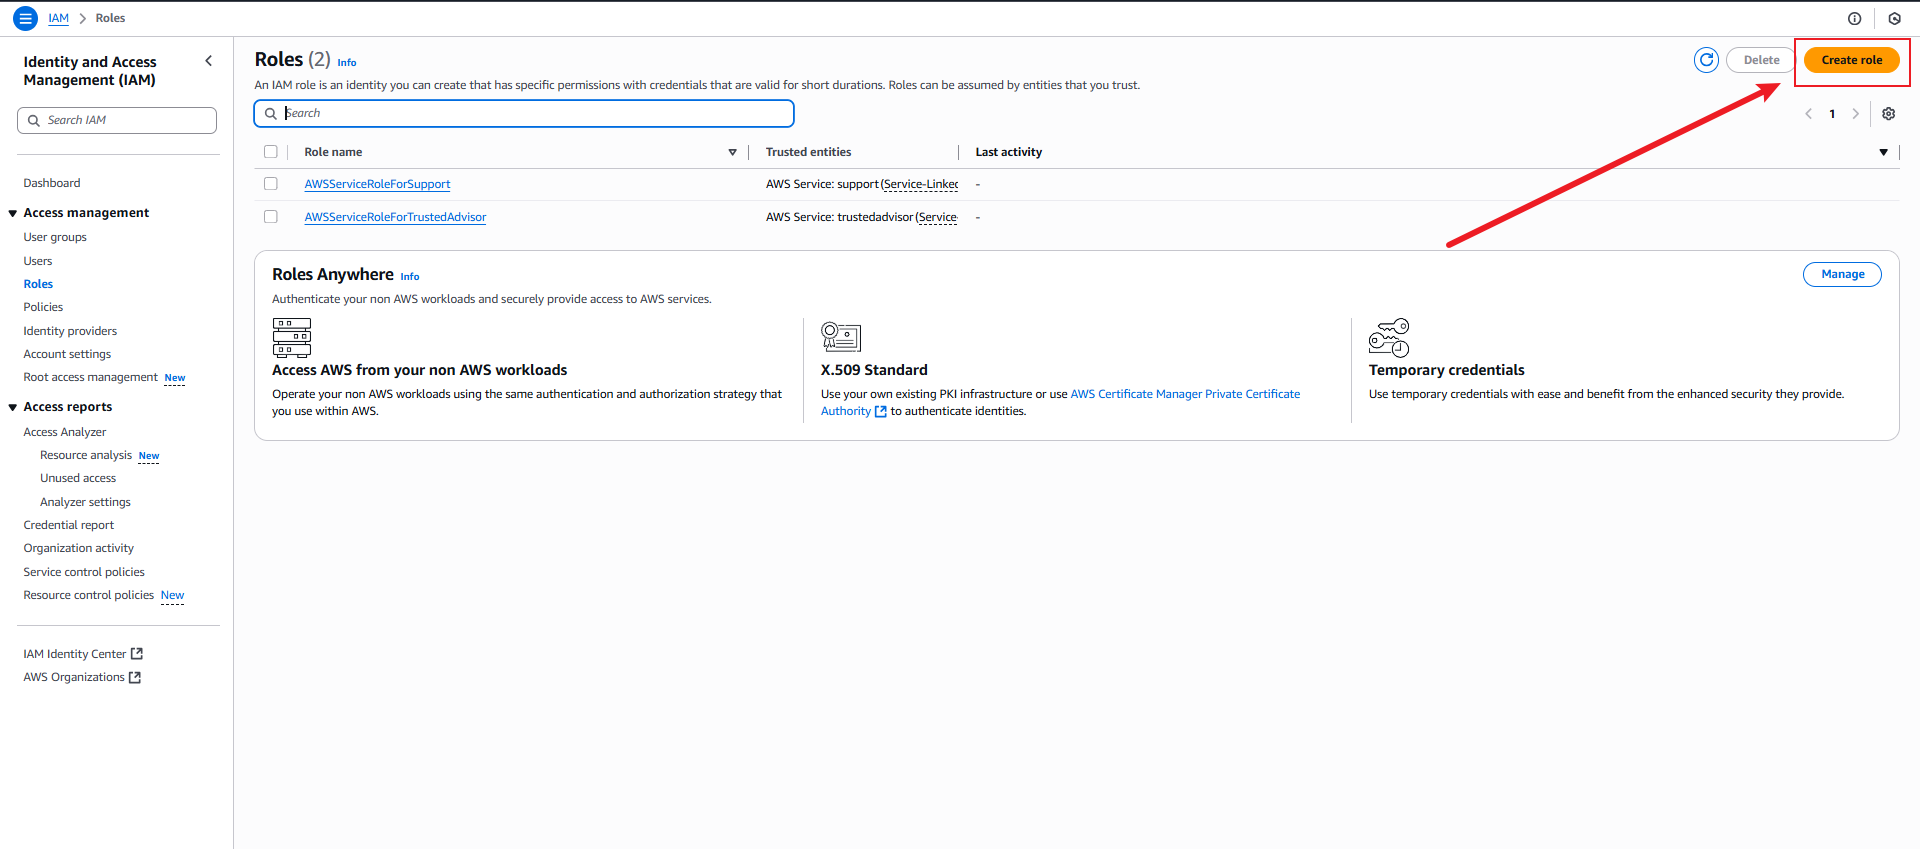 IAM > Roles
Identity and Access
Management (IAM)
Search IAM
Dashboard
Access management
User groups
Users
Roles
Policies
Identity providers
Account settings
Root access management New
Access reports
Access Analyzer
Resource analysis New
Unused access
Analyzer settings
Credential report
Organization activity
Service control policies
Resource control policies New
IAM Identity Center
AWS Organizations
Roles (2) Info
Delete
Create role
An IAM role is an identity you can create that has specific permissions with credentials that are valid for short durations. Roles can be assumed by entities that you trust.
Search
1
Role name Trusted entities Last activity
AWSServiceRoleForSupport AWS Service: support (Service-Linked -
AWSServiceRoleForTrustedAdvisor AWS Service: trustedadvisor (Service- -
Roles Anywhere Info
Manage
Authenticate your non AWS workloads and securely provide access to AWS services.
Access AWS from your non AWS workloads
Operate your non AWS workloads using the same authentication and authorization strategy that
you use within AWS.
X.509 Standard
Use your own existing PKI infrastructure or use AWS Certificate Manager Private Certificate
Authority to authenticate identities.
Temporary credentials
Use temporary credentials with ease and benefit from the enhanced security they provide.